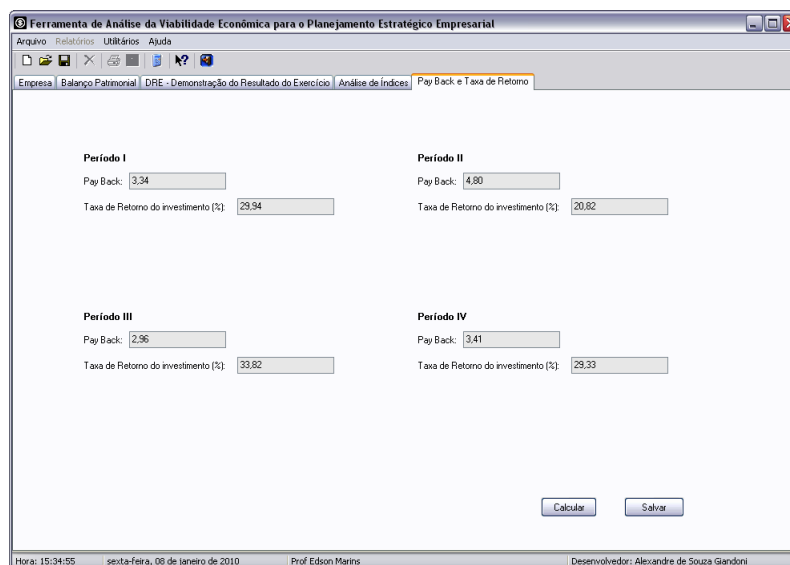 Ferramenta de Análise da Viabilidade Econômica para o Planejamento Estratégico Empresarial
Arquivo Relatórios Utilitários Ajuda
Empresa Balanço Patrimonial DRE - Demonstração do Resultado do Exercício Análise de Índices Pay Back e Taxa de Retorno
Período I Período II
Pay Back: 3,34 Pay Back: 4,80
Taxa de Retorno do investimento (%): 29,94 Taxa de Retorno do investimento (%): 20,82
Período III Período IV
Pay Back: 2,96 Pay Back: 3,41
Taxa de Retorno do investimento (%): 33,82 Taxa de Retorno do investimento (%): 29,33
Calcular Salvar
Hora: 15:34:55 sexta-feira, 08 de janeiro de 2010 Prof Edson Marins Desenvolvedor: Alexandre de Souza Giandoni